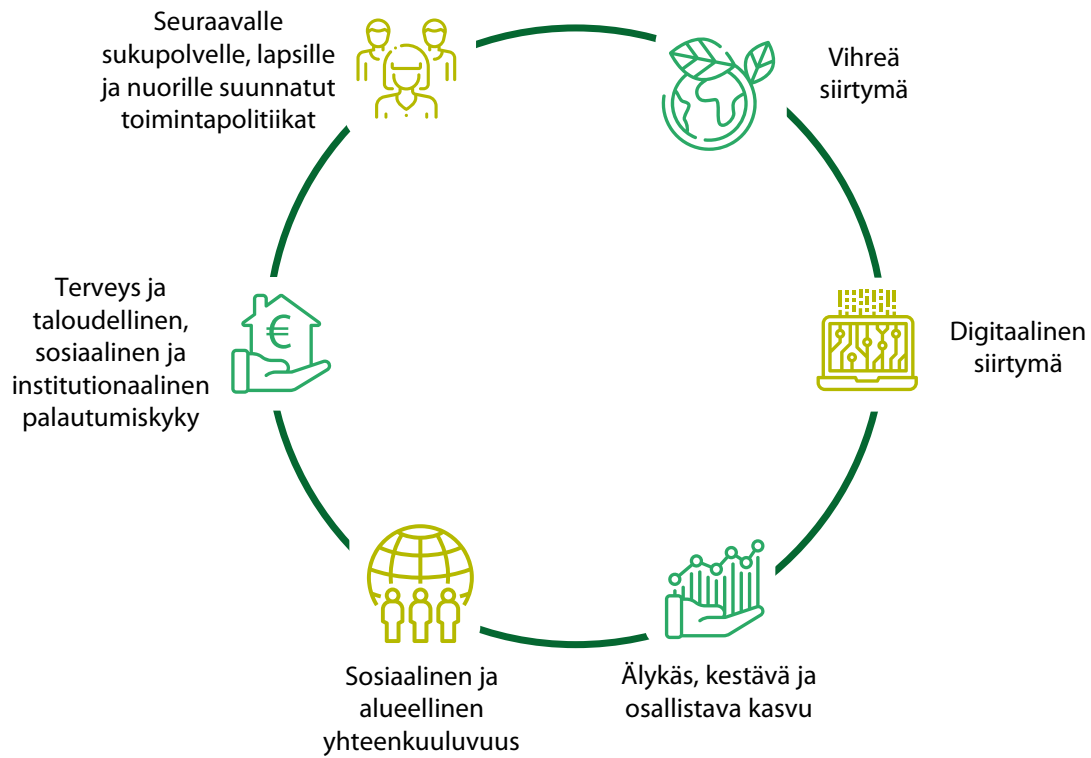 Seuraavalle
sukupolvelle, lapsille
ja nuorille suunnatut
toimintapolitiikat
Vihreä
siirtymä
Digitaalinen
siirtymä
Älykäs, kestävä ja
osallistava kasvu
Sosiaalinen ja
alueellinen
yhteenkuuluvuus
Terveys ja
taloudellinen,
sosiaalinen ja
institutionaalinen
palautumiskyky
€